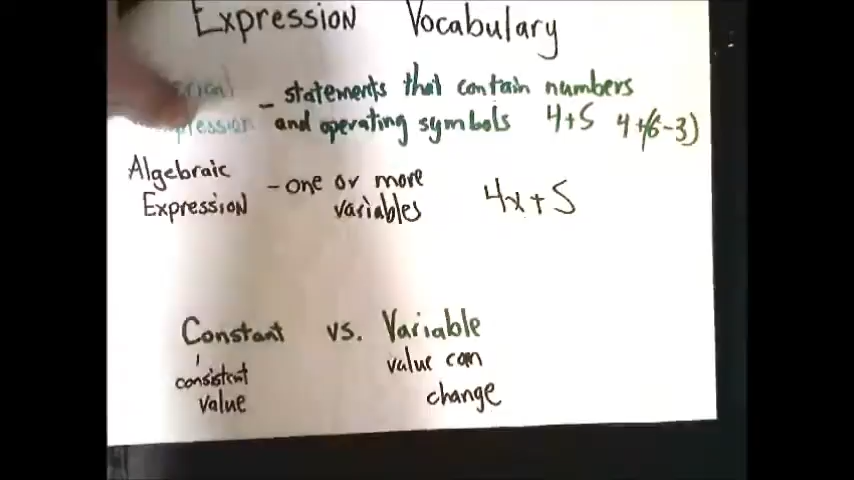 Expression Vocabulary
- statements that contain numbers
and operating symbols 4+5 4+(6-3)
Algebraic
Expression - one or more
variables 4x+5
Constant vs. Variable
consistent
value
value can
change